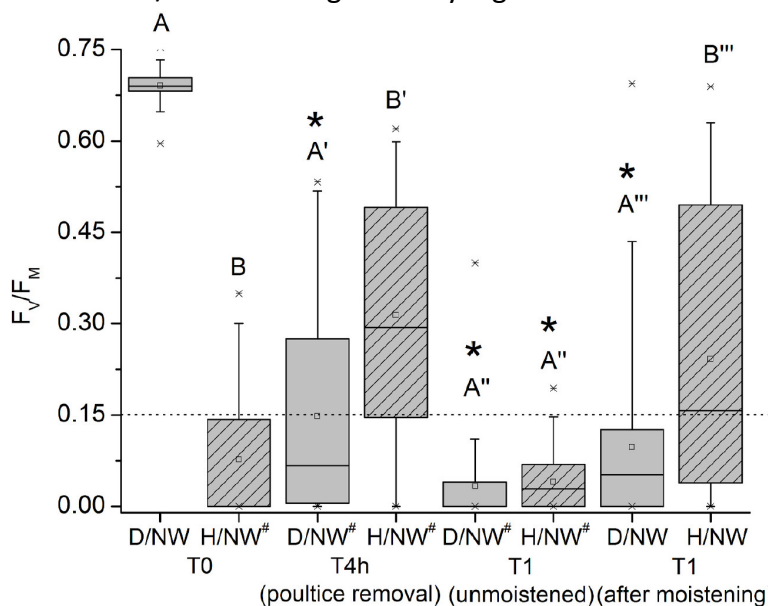 A
0.75
B'''
B'
*
0.60
A'
*
A'''
0.45
B
*
*
0.30
A''
A''
0.15
0.00
F_V/F_M
D/NW H/NW# D/NW# H/NW# D/NW# H/NW# D/NW H/NW
T0 T4h T1 T1
(poultice removal) (unmoistened) (after moistening